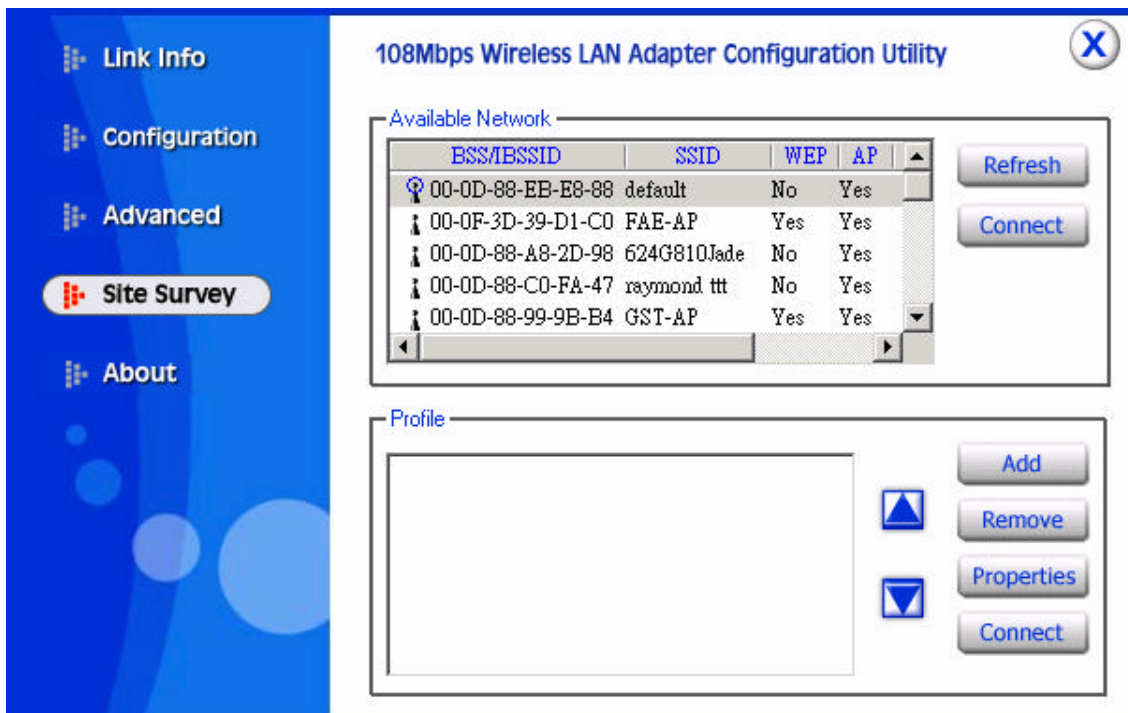 Link Info
Configuration
Advanced
Site Survey
About
108Mbps Wireless LAN Adapter Configuration Utility
X
Available Network
BSS/IBSSID SSID WEP AP
00-0D-88-EB-E8-88 default No Yes
00-0F-3D-39-D1-C0 FAE-AP Yes Yes
00-0D-88-A8-2D-98 624G810Jade No Yes
00-0D-88-C0-FA-47 raymond ttt No Yes
00-0D-88-99-9B-B4 GST-AP Yes Yes
Refresh
Connect
Profile
Add
Remove
Properties
Connect